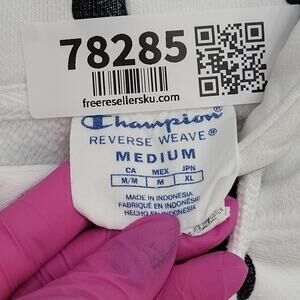 78285
freeresellersku.com
Champion
REVERSE WEAVE®
MEDIUM
CA MEX JPN
M/M M XL
MADE IN INDONESIA
FABRIQUÉ EN INDONÉSIE
HECHO EN INDONESIA